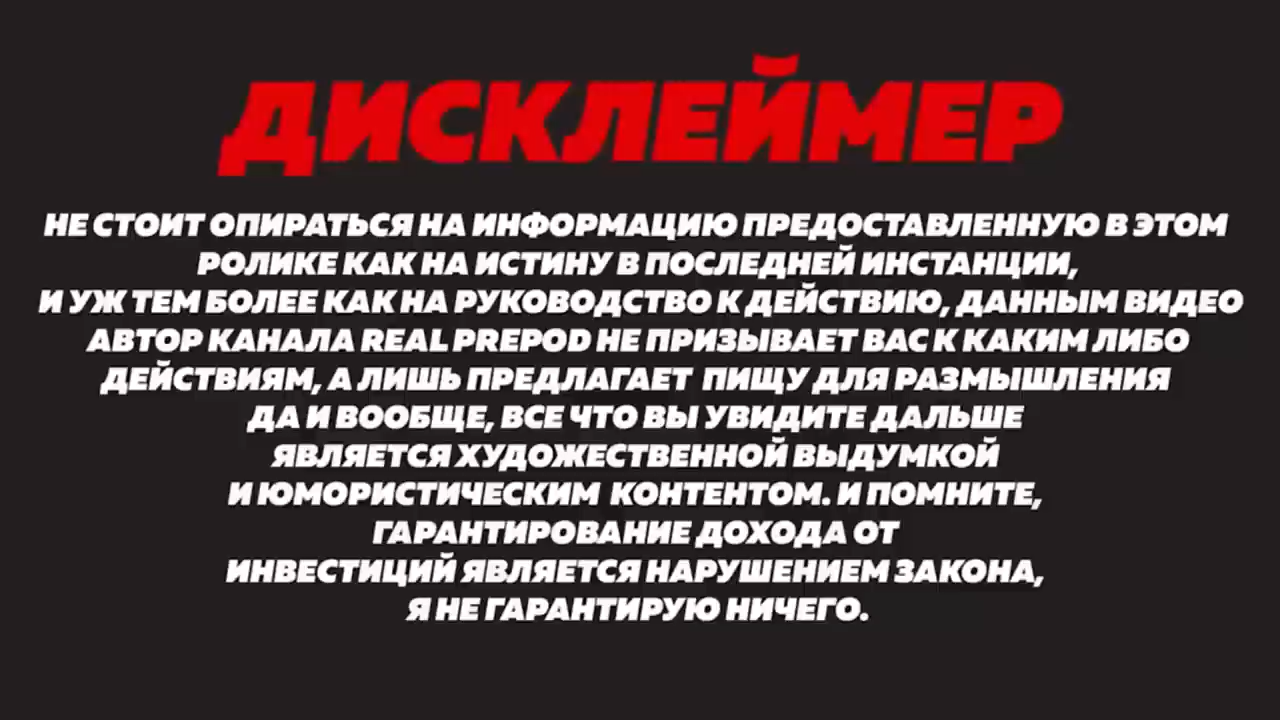 ДИСКЛЕЙМЕР
НЕ СТОИТ ОПИРАТЬСЯ НА ИНФОРМАЦИЮ ПРЕДОСТАВЛЕННУЮ В ЭТОМ
РОЛИКЕ КАК НА ИСТИНУ В ПОСЛЕДНЕЙ ИНСТАНЦИИ,
И УЖ ТЕМ БОЛЕЕ КАК НА РУКОВОДСТВО К ДЕЙСТВИЮ, ДАННЫМ ВИДЕО
АВТОР КАНАЛА REAL PREPOD НЕ ПРИЗЫВАЕТ ВАС К КАКИМ ЛИБО
ДЕЙСТВИЯМ, А ЛИШЬ ПРЕДЛАГАЕТ ПИЩУ ДЛЯ РАЗМЫШЛЕНИЯ
ДА И ВООБЩЕ, ВСЕ ЧТО ВЫ УВИДИТЕ ДАЛЬШЕ
ЯВЛЯЕТСЯ ХУДОЖЕСТВЕННОЙ ВЫДУМКОЙ
И ЮМОРИСТИЧЕСКИМ КОНТЕНТОМ. И ПОМНИТЕ,
ГАРАНТИРОВАНИЕ ДОХОДА ОТ
ИНВЕСТИЦИЙ ЯВЛЯЕТСЯ НАРУШЕНИЕМ ЗАКОНА,
Я НЕ ГАРАНТИРУЮ НИЧЕГО.